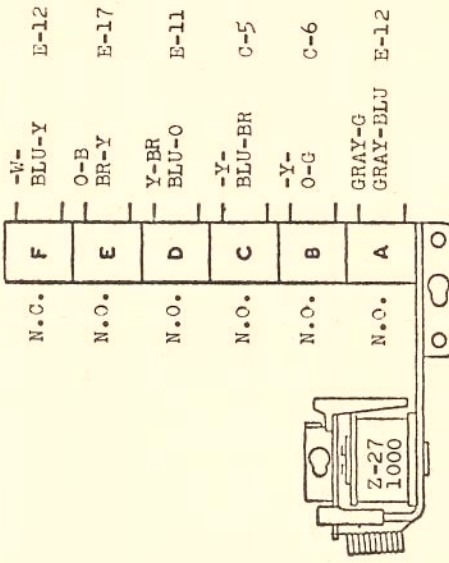 -W-
N.C. F BLU-Y E-12
O-B
N.O. E BR-Y E-17
Y-BR
N.O. D BLU-O E-11
-Y-
N.O. C BLU-BR C-5
-Y-
N.O. B O-G C-6
GRAY-G
N.O. A GRAY-BLU E-12
Z-27
1000